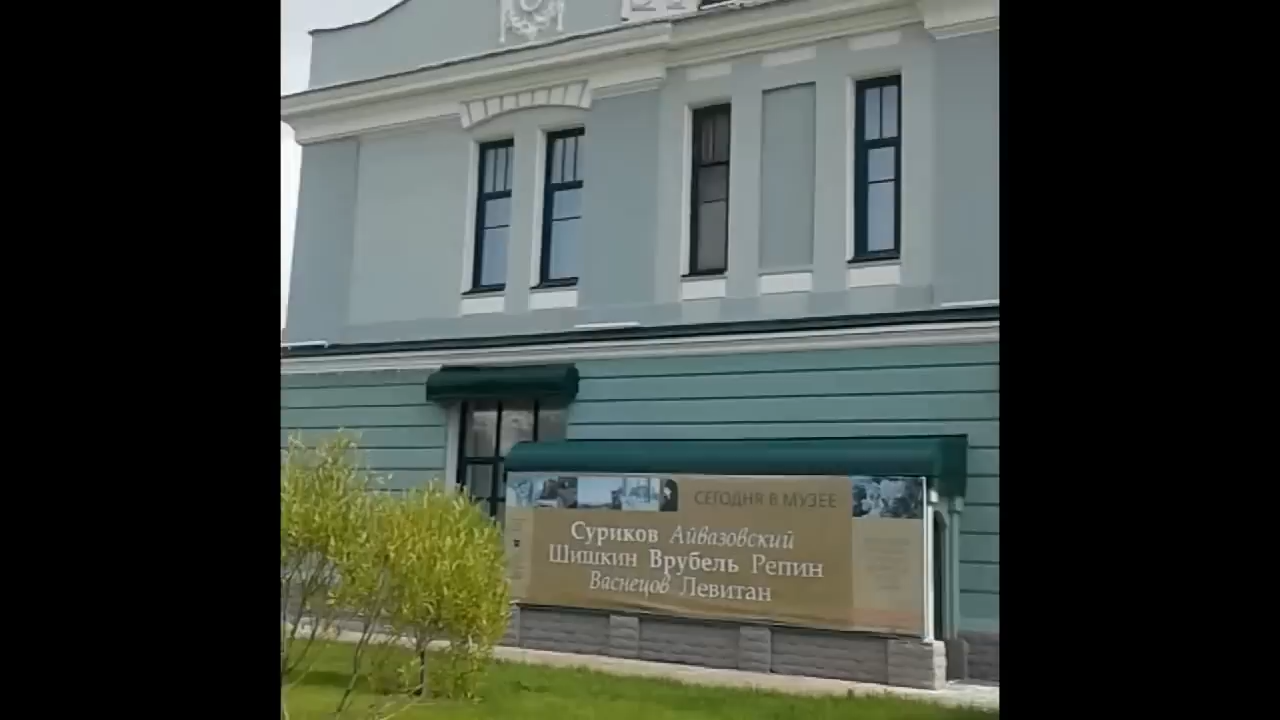 СЕГОДНЯ В МУЗЕЕ
Суриков Айвазовский
Шишкин Врубель Репин
Васнецов Левитан